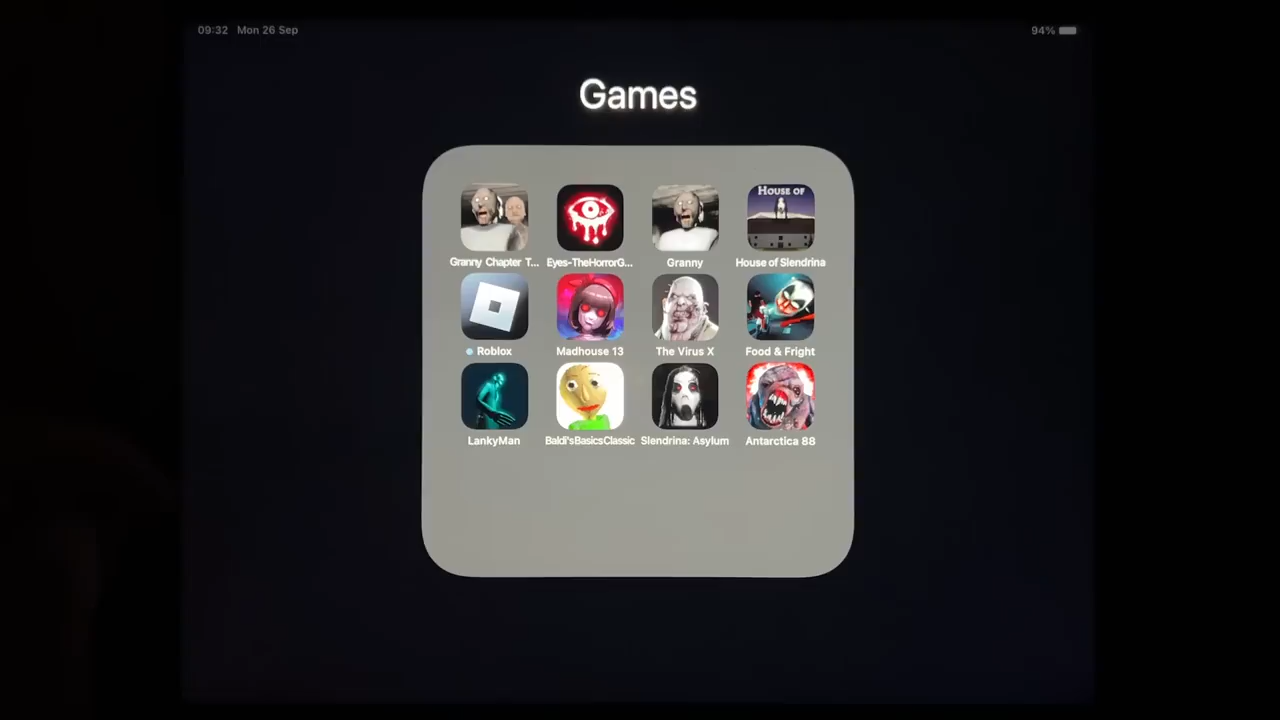 09:32 Mon 26 Sep
94%
Games
HOUSE OF
Granny Chapter T...
Eyes-TheHorrorG...
Granny
House of Slendrina
Roblox
Madhouse 13
The Virus X
Food & Fright
LankyMan
Baldi'sBasicsClassic
Slendrina: Asylum
Antarctica 88